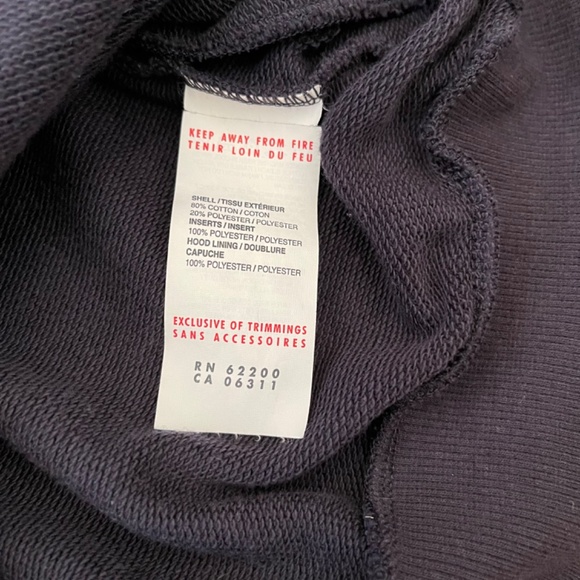 KEEP AWAY FROM FIRE
TENIR LOIN DU FEU
SHELL / TISSU EXTÉRIEUR
80% COTTON / COTON
20% POLYESTER / POLYESTER
INSERTS / INSERT
100% POLYESTER / POLYESTER
HOOD LINING / DOUBLURE
CAPUCHE
100% POLYESTER / POLYESTER
EXCLUSIVE OF TRIMMINGS
SANS ACCESSOIRES
RN 62200
CA 06311